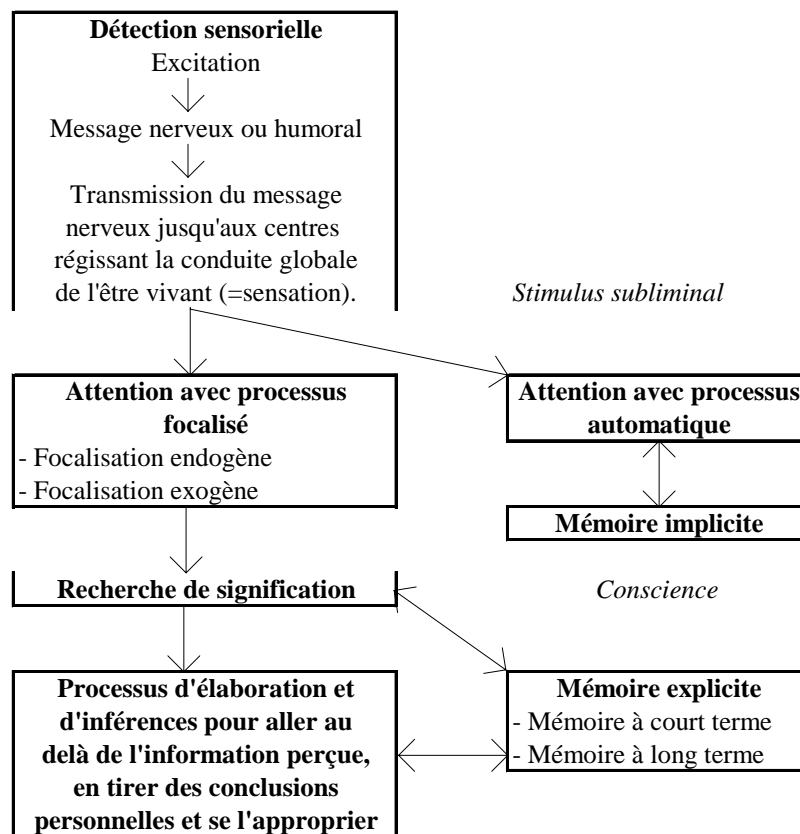 Détection sensorielle
Excitation
Message nerveux ou humoral
Transmission du message
nerveux jusqu'aux centres
régissant la conduite globale
de l'être vivant (=sensation).
Stimulus subliminal
Attention avec processus
focalisé
- Focalisation endogène
- Focalisation exogène
Attention avec processus
automatique
Mémoire implicite
Recherche de signification
Conscience
Processus d'élaboration et
d'inférences pour aller au
delà de l'information perçue,
en tirer des conclusions
personnelles et se l'approprier
Mémoire explicite
- Mémoire à court terme
- Mémoire à long terme